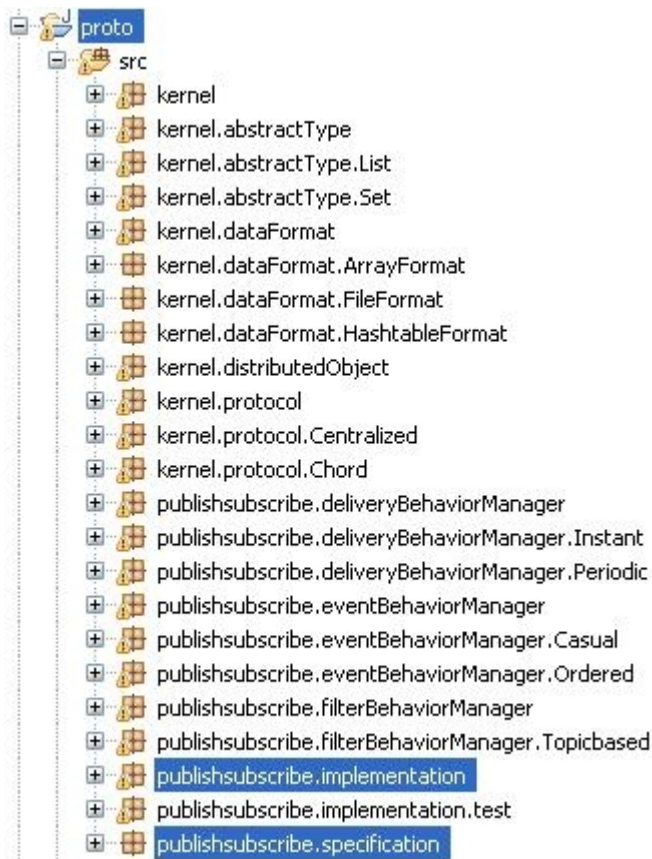 proto
src
kernel
kernel.abstractType
kernel.abstractType.List
kernel.abstractType.Set
kernel.dataFormat
kernel.dataFormat.ArrayFormat
kernel.dataFormat.FileFormat
kernel.dataFormat.HashtableFormat
kernel.distributedObject
kernel.protocol
kernel.protocol.Centralized
kernel.protocol.Chord
publishsubscribe.deliveryBehaviorManager
publishsubscribe.deliveryBehaviorManager.Instant
publishsubscribe.deliveryBehaviorManager.Periodic
publishsubscribe.eventBehaviorManager
publishsubscribe.eventBehaviorManager.Casual
publishsubscribe.eventBehaviorManager.Ordered
publishsubscribe.filterBehaviorManager
publishsubscribe.filterBehaviorManager.Topicbased
publishsubscribe.implementation
publishsubscribe.implementation.test
publishsubscribe.specification